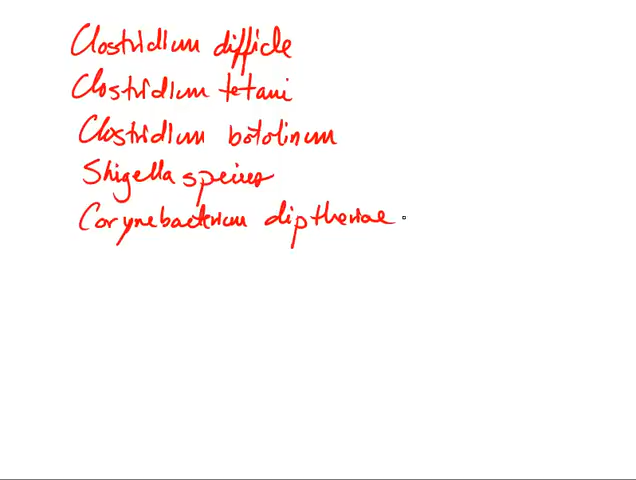 Clostridium difficle
Clostridium tetani
Clostridium botolinum
Shigella species
Corynebacterium diptheriae